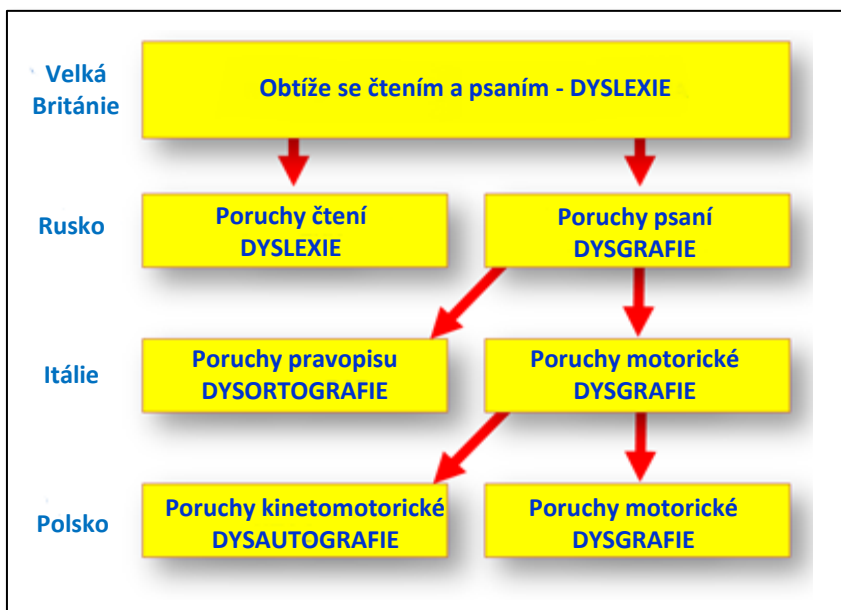 Velká
Británie
Obtíže se čtením a psaním - DYSLEXIE
Rusko
Poruchy čtení
DYSLEXIE
Poruchy psaní
DYSGRAFIE
Itálie
Poruchy pravopisu
DYSORTOGRAFIE
Poruchy motorické
DYSGRAFIE
Polsko
Poruchy kinetomotorické
DYSAUTOGRAFIE
Poruchy motorické
DYSGRAFIE